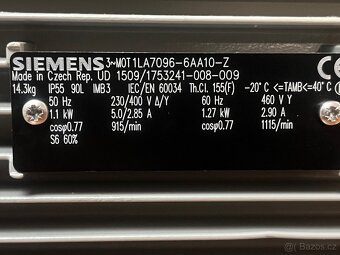 SIEMENS 3~MOT1LA7096-6AA10-Z
Made in Czech Rep. UD 1509/1753241-008-009
14.3kg IP55 90L IMB3 IEC/EN 60034 Th.Cl. 155(F) -20°C <=TAMB<=40°C
50 Hz 230/400 V Δ/Y 60 Hz 460 V Y
1.1 kW 5.0/2.85 A 1.27 kW 2.90 A
cosφ0.77 915/min cosφ0.77 1115/min
S6 60%
bazos.cz